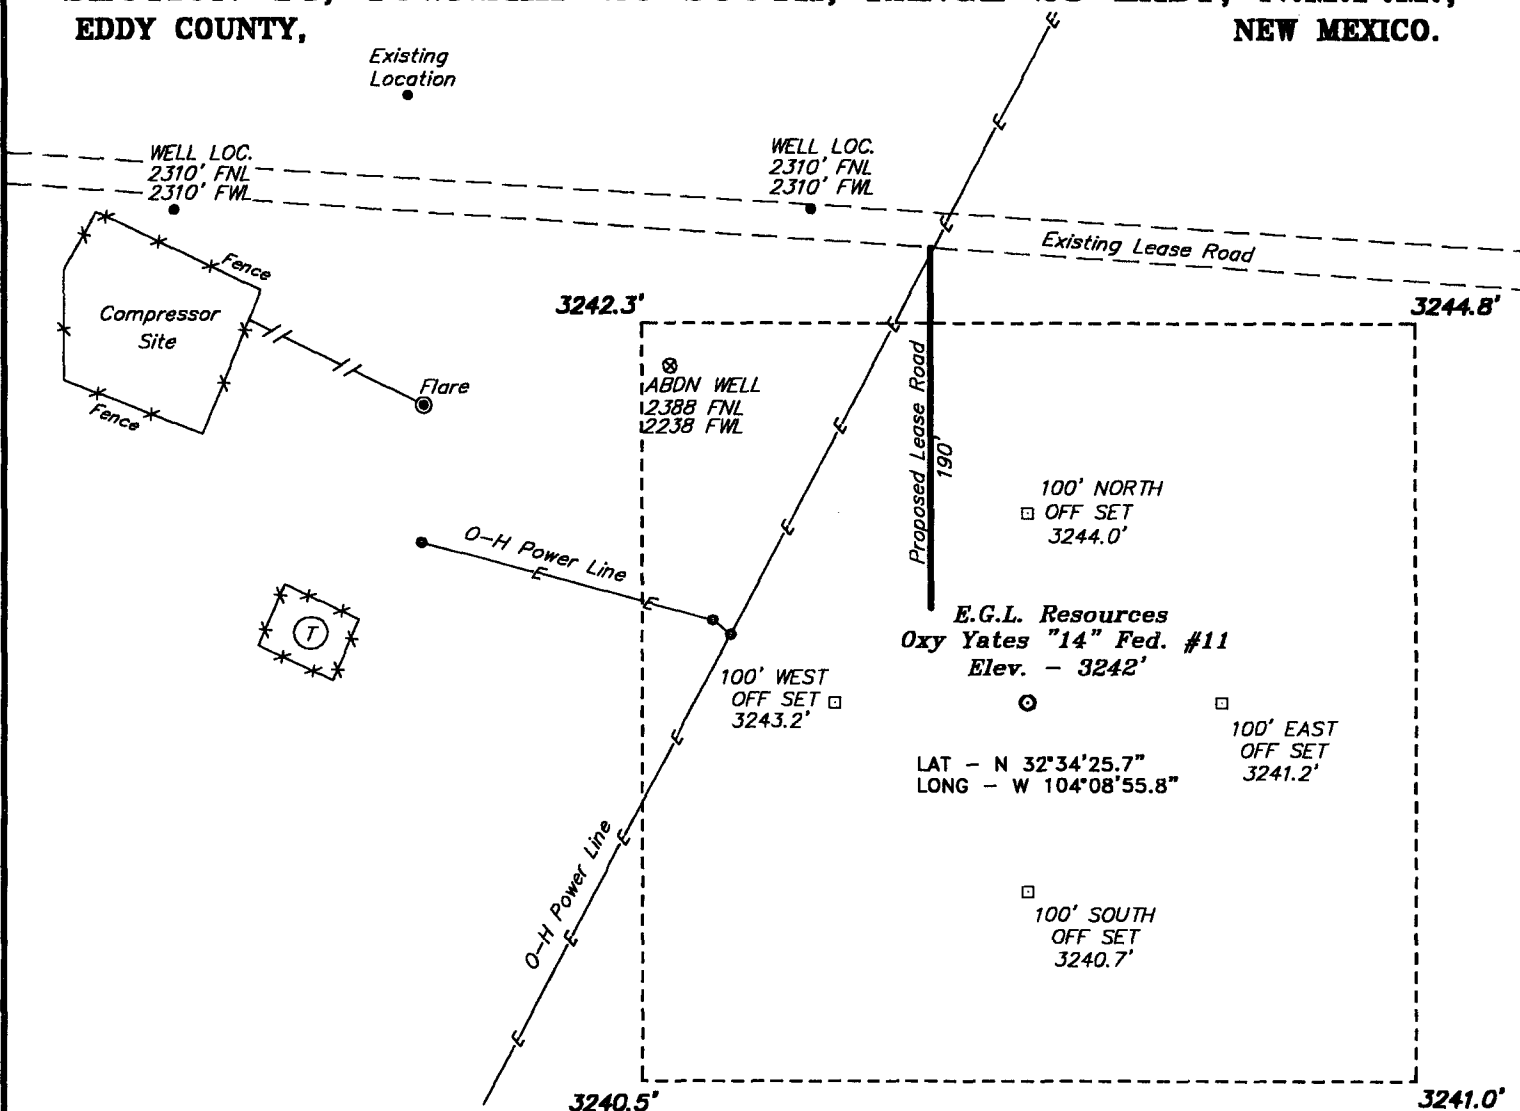 EDDY COUNTY,
NEW MEXICO.
Existing
Location
WELL LOC.
2310' FNL
2310' FWL
WELL LOC.
2310' FNL
2310' FWL
Existing Lease Road
Fence
Compressor
Site
Fence
Flare
3242.3'
3244.8'
ABDN WELL
2388 FNL
2238 FWL
Proposed Lease Road
190'
100' NORTH
OFF SET
3244.0'
O-H Power Line
T
E.G.L. Resources
Oxy Yates "14" Fed. #11
Elev. - 3242'
100' WEST
OFF SET
3243.2'
100' EAST
OFF SET
3241.2'
LAT - N 32°34'25.7"
LONG - W 104°08'55.8"
O-H Power Line
100' SOUTH
OFF SET
3240.7'
3240.5'
3241.0'
E
E
E
E
E
E
E
E
E
E
E
E